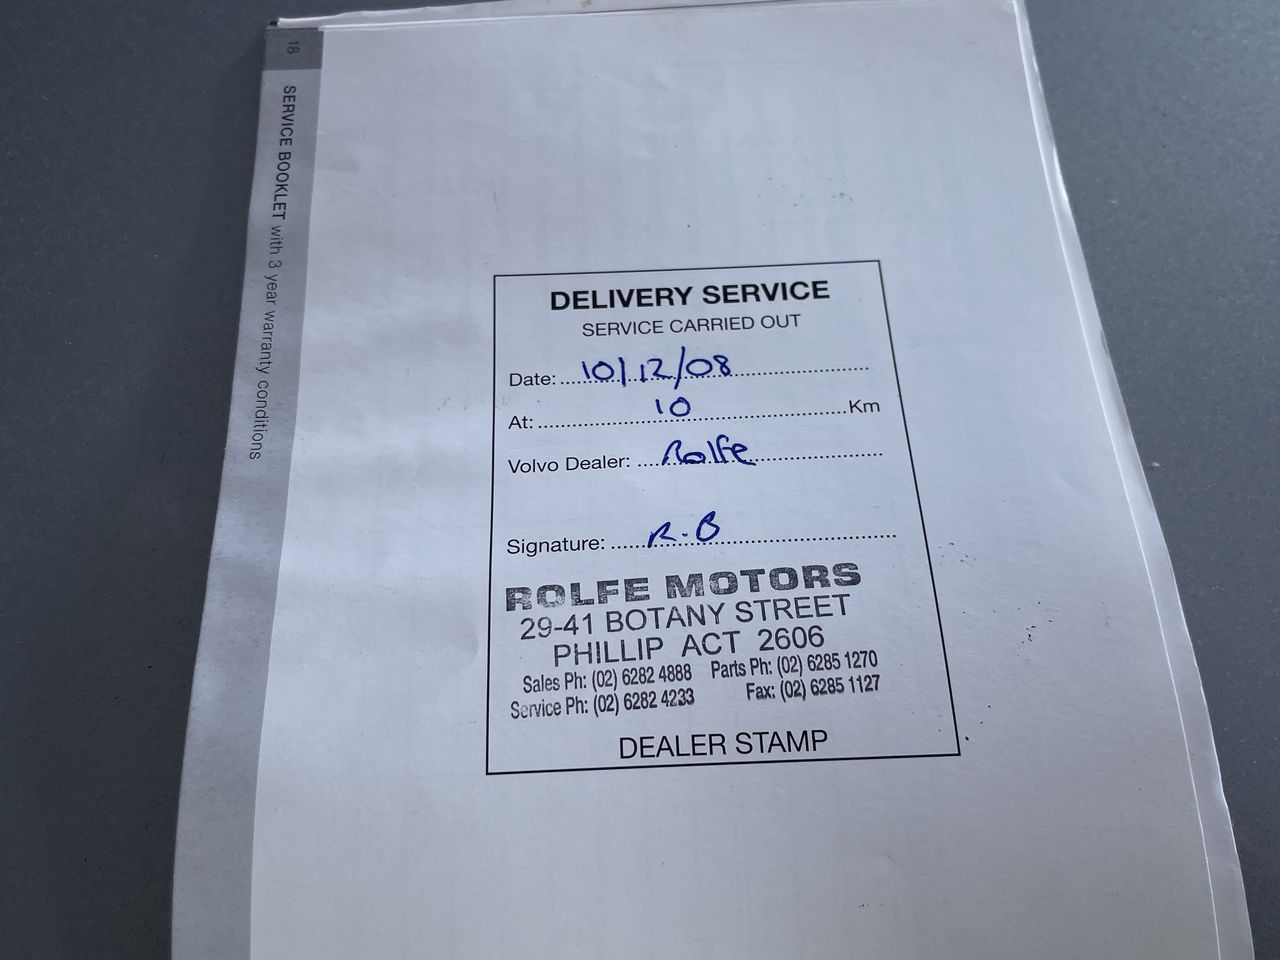 18
SERVICE BOOKLET with 3 year warranty conditions
DELIVERY SERVICE
SERVICE CARRIED OUT
Date: 10/12/08
At: 10 Km
Volvo Dealer: Rolfe
Signature: R.B
ROLFE MOTORS
29-41 BOTANY STREET
PHILLIP ACT 2606
Sales Ph: (02) 6282 4888 Parts Ph: (02) 6285 1270
Service Ph: (02) 6282 4233 Fax: (02) 6285 1127
DEALER STAMP